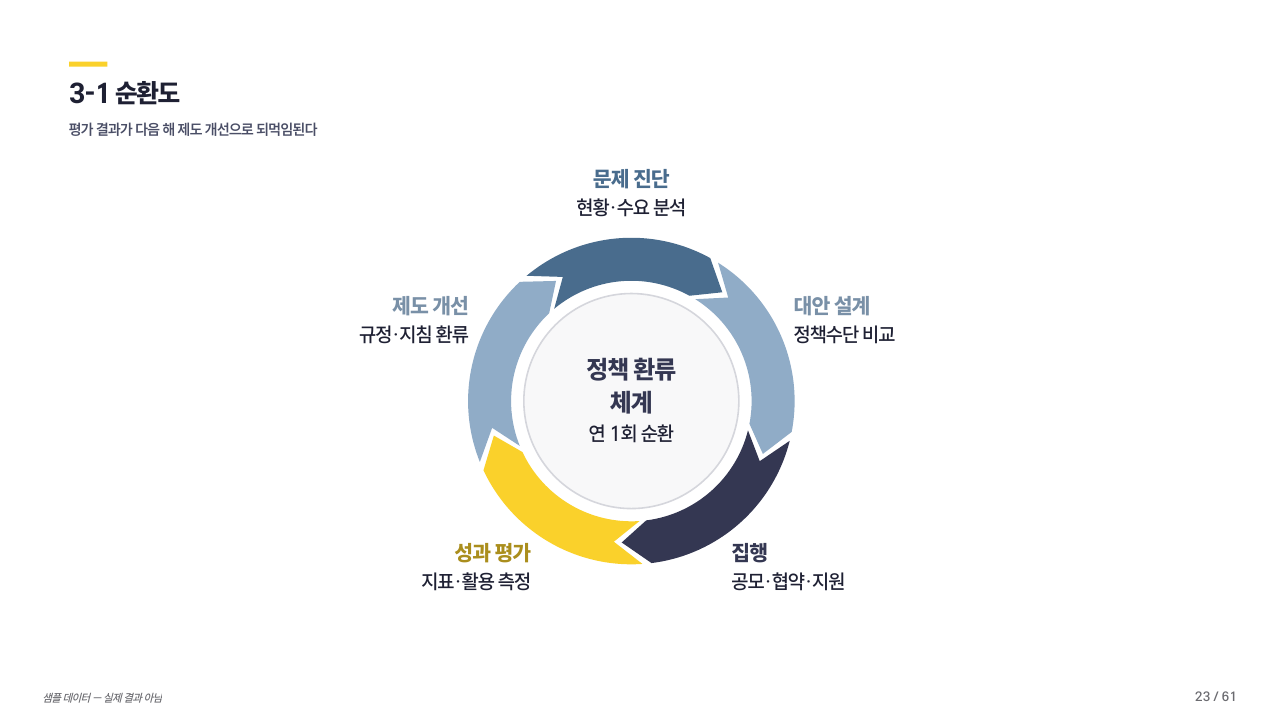 3-1 순환도
평가 결과가 다음 해 제도 개선으로 되먹임된다
문제 진단
현황·수요 분석
제도 개선
규정·지침 환류
대안 설계
정책수단 비교
정책 환류
체계
연 1회 순환
성과 평가
지표·활용 측정
집행
공모·협약·지원
샘플 데이터 — 실제 결과 아님
23 / 61